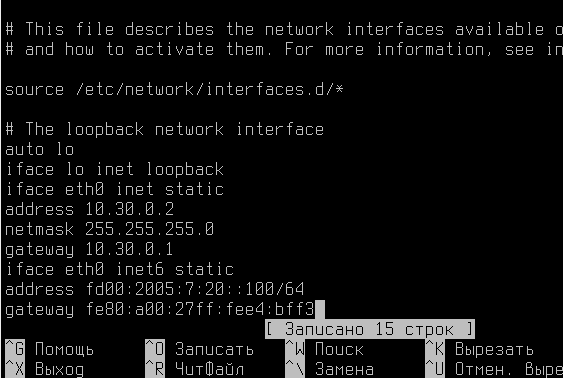 # This file describes the network interfaces available o
# and how to activate them. For more information, see in
source /etc/network/interfaces.d/*
# The loopback network interface
auto lo
iface lo inet loopback
iface eth0 inet static
address 10.30.0.2
netmask 255.255.255.0
gateway 10.30.0.1
iface eth0 inet6 static
address fd00:2005:7:20::100/64
gateway fe80:a00:27ff:fee4:bff3
[ Записано 15 строк ]
^G Помощь ^O Записать ^W Поиск ^K Вырезать
^X Выход ^R ЧитФайл ^\ Замена ^U Отмен. Выре